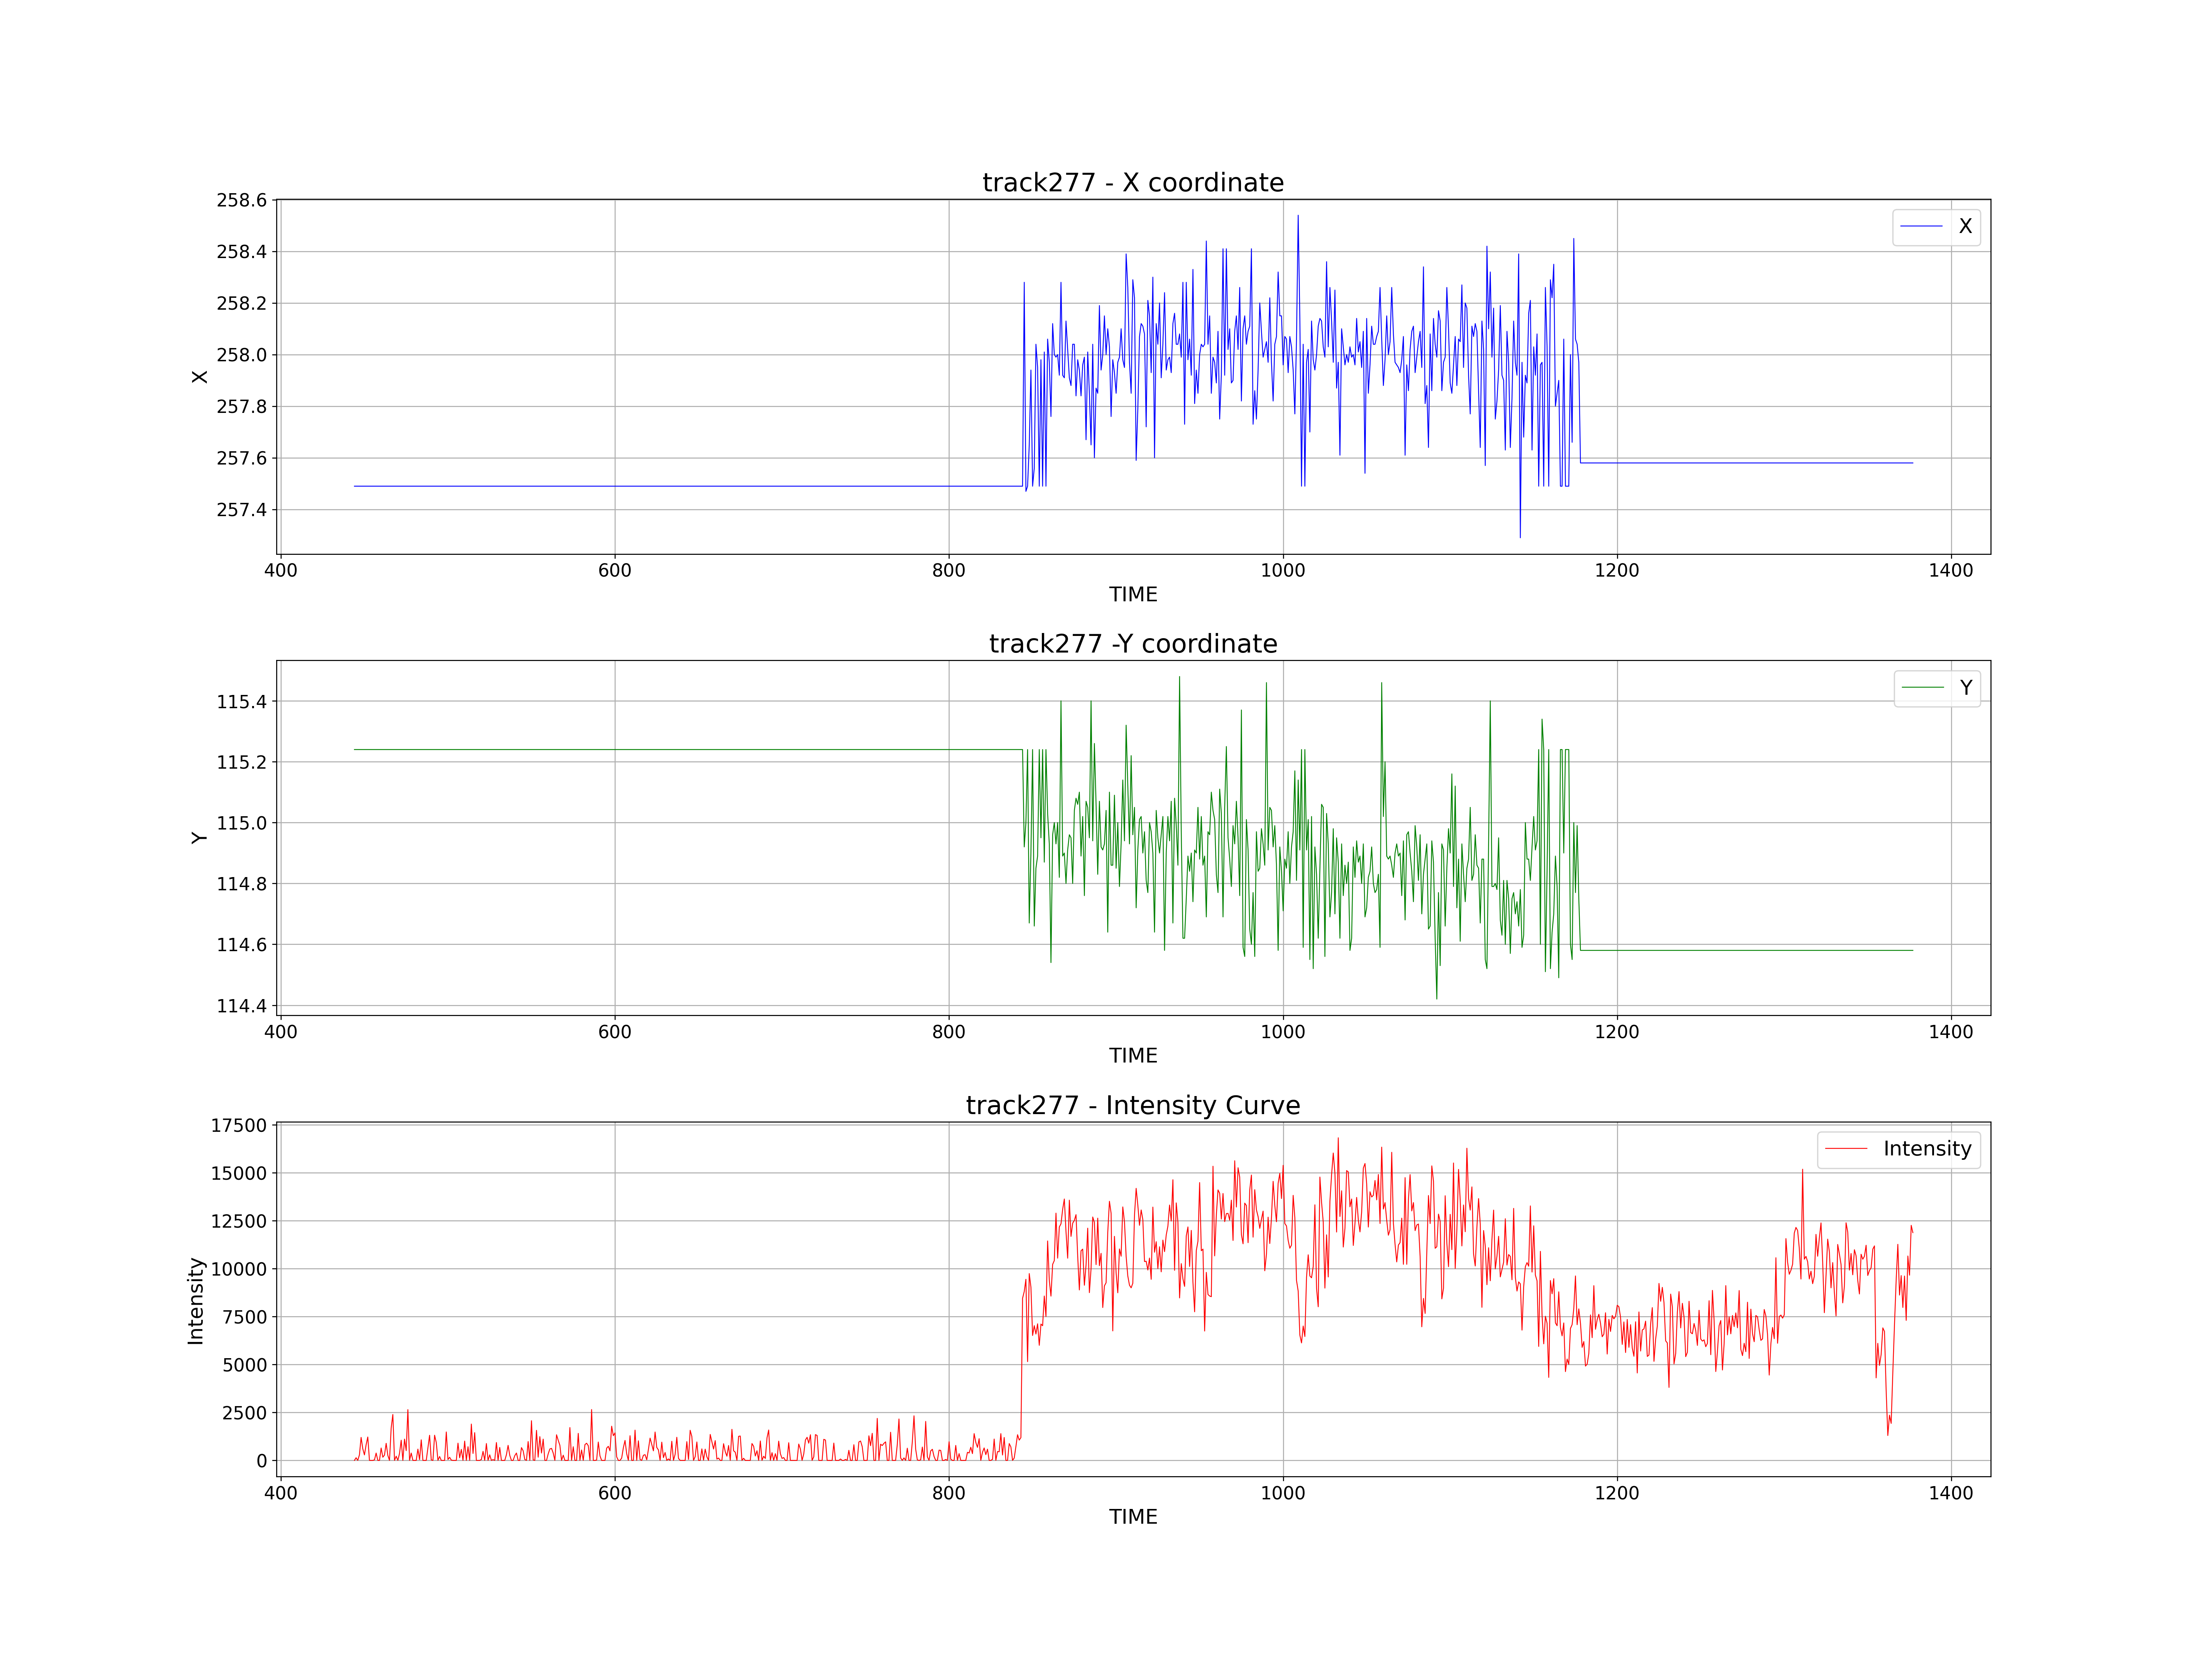 track277 - X coordinate
258.6
258.4
258.2
258.0
257.8
257.6
257.4
X
X
400 600 800 1000 1200 1400
TIME
track277 -Y coordinate
115.4
115.2
115.0
114.8
114.6
114.4
Y
Y
400 600 800 1000 1200 1400
TIME
track277 - Intensity Curve
17500
15000
12500
10000
7500
5000
2500
0
Intensity
Intensity
400 600 800 1000 1200 1400
TIME